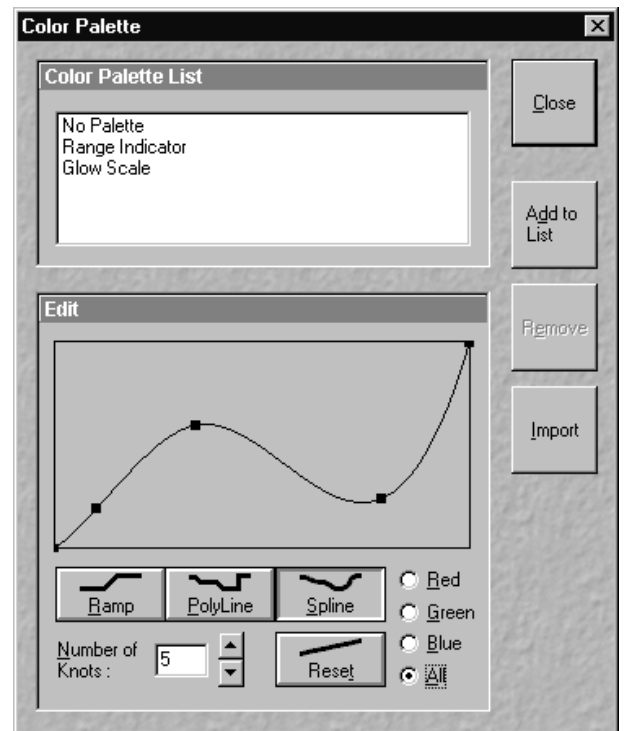 Color Palette
Color Palette List
No Palette
Range Indicator
Glow Scale
Close
Add to
List
Remove
Import
Edit
Ramp
PolyLine
Spline
Red
Green
Blue
All
Number of
Knots :
5
Reset